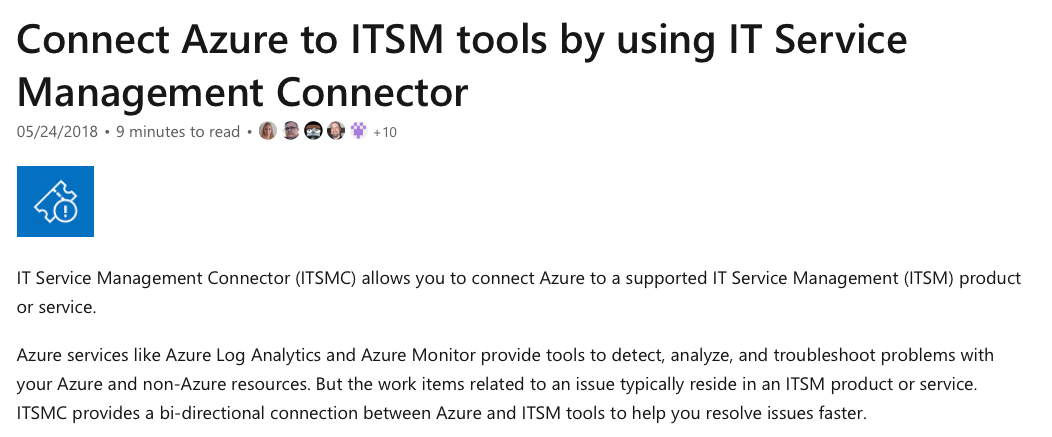 Connect Azure to ITSM tools by using IT Service
Management Connector
05/24/2018 • 9 minutes to read • +10
IT Service Management Connector (ITSMC) allows you to connect Azure to a supported IT Service Management (ITSM) product
or service.
Azure services like Azure Log Analytics and Azure Monitor provide tools to detect, analyze, and troubleshoot problems with
your Azure and non-Azure resources. But the work items related to an issue typically reside in an ITSM product or service.
ITSMC provides a bi-directional connection between Azure and ITSM tools to help you resolve issues faster.